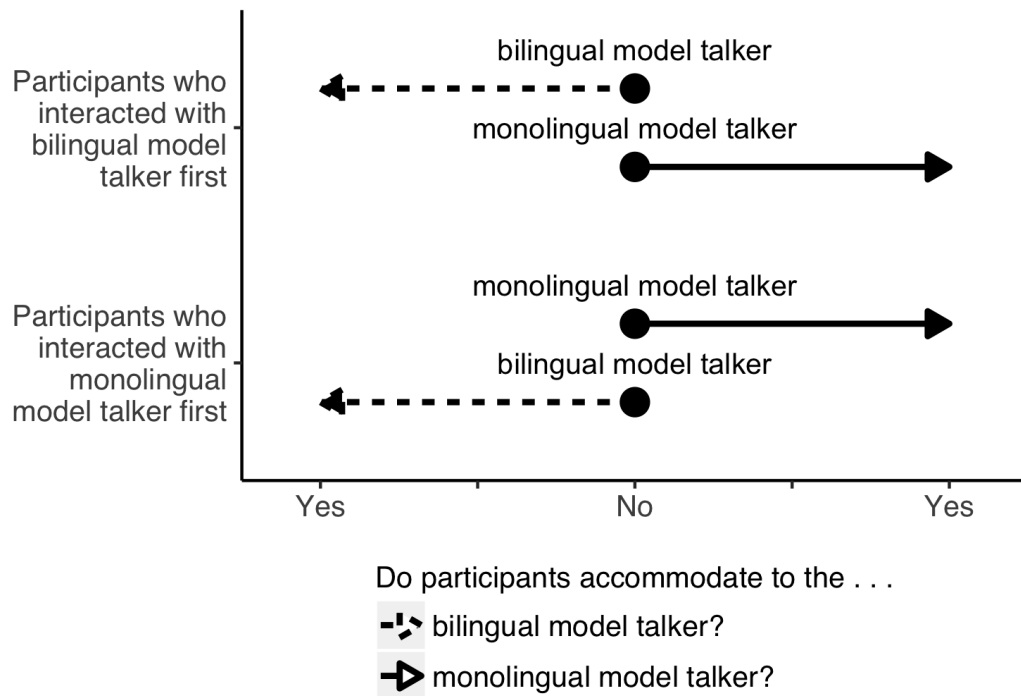 bilingual model talker
Participants who
interacted with
bilingual model
talker first
monolingual model talker
monolingual model talker
Participants who
interacted with
monolingual
model talker first
bilingual model talker
Yes
No
Yes
Do participants accommodate to the . . .
bilingual model talker?
monolingual model talker?